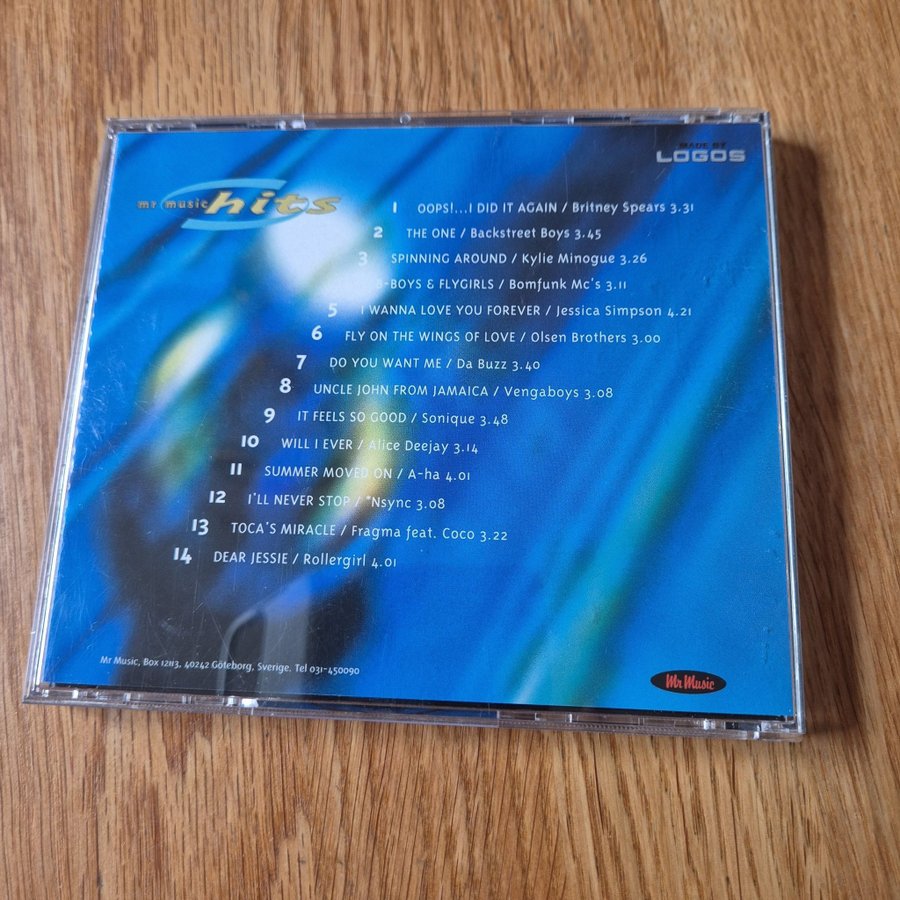 MADE BY
LOGOS
mr music hits
1 OOPS!...I DID IT AGAIN / Britney Spears 3.31
2 THE ONE / Backstreet Boys 3.45
3 SPINNING AROUND / Kylie Minogue 3.26
B-BOYS & FLYGIRLS / Bomfunk Mc's 3.11
5 I WANNA LOVE YOU FOREVER / Jessica Simpson 4.21
6 FLY ON THE WINGS OF LOVE / Olsen Brothers 3.00
7 DO YOU WANT ME / Da Buzz 3.40
8 UNCLE JOHN FROM JAMAICA / Vengaboys 3.08
9 IT FEELS SO GOOD / Sonique 3.48
10 WILL I EVER / Alice Deejay 3.14
11 SUMMER MOVED ON / A-ha 4.01
12 I'LL NEVER STOP / *Nsync 3.08
13 TOCA'S MIRACLE / Fragma feat. Coco 3.22
14 DEAR JESSIE / Rollergirl 4.01
Mr Music, Box 12113, 40242 Göteborg, Sverige. Tel 031-450090
Mr Music